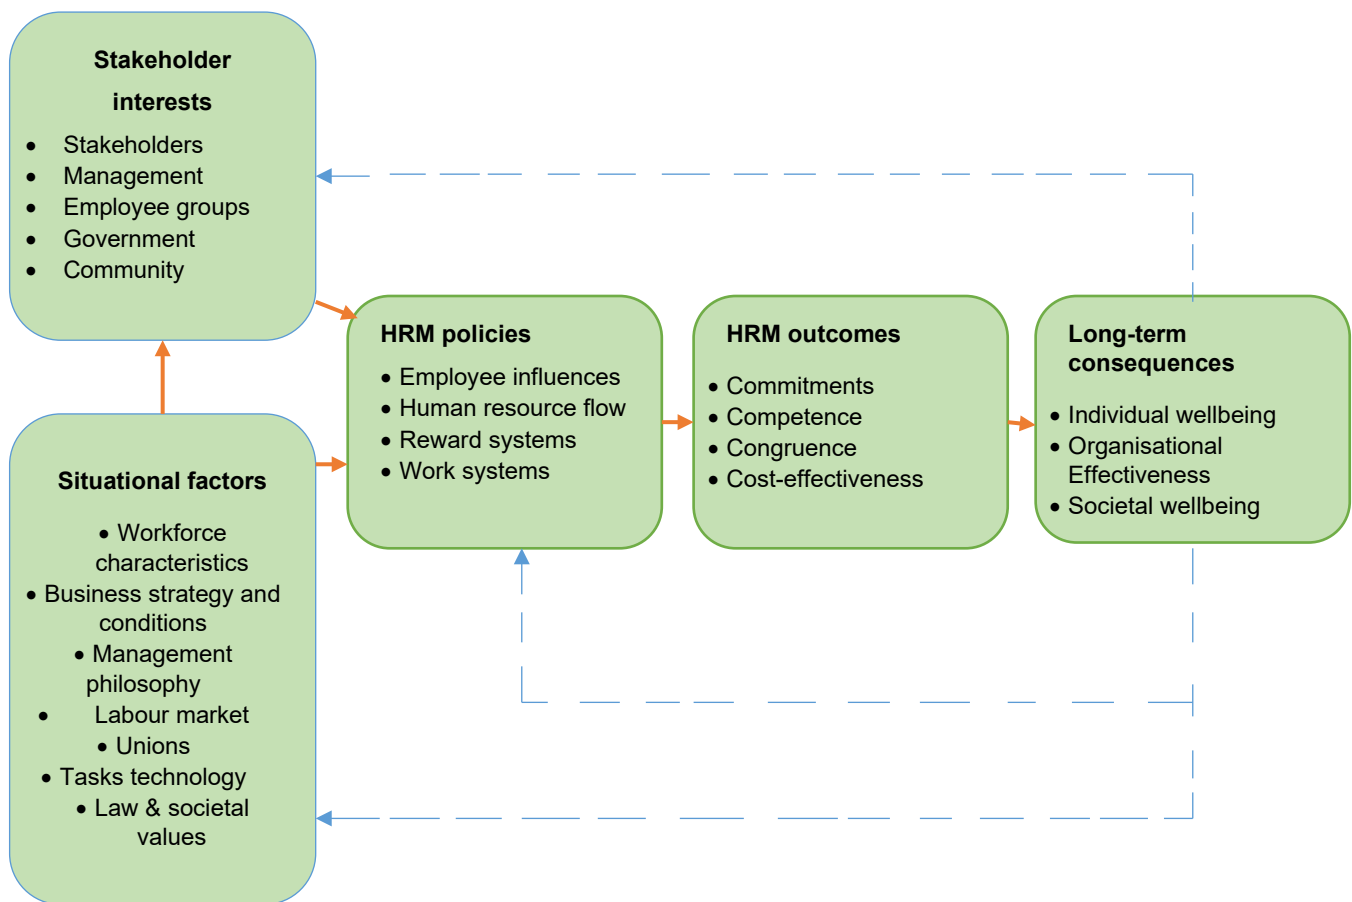 Stakeholder
interests
• Stakeholders
• Management
• Employee groups
• Government
• Community
HRM policies
• Employee influences
• Human resource flow
• Reward systems
• Work systems
HRM outcomes
• Commitments
• Competence
• Congruence
• Cost-effectiveness
Long-term
consequences
• Individual wellbeing
• Organisational
Effectiveness
• Societal wellbeing
Situational factors
• Workforce
characteristics
• Business strategy and
conditions
• Management
philosophy
• Labour market
• Unions
• Tasks technology
• Law & societal
values